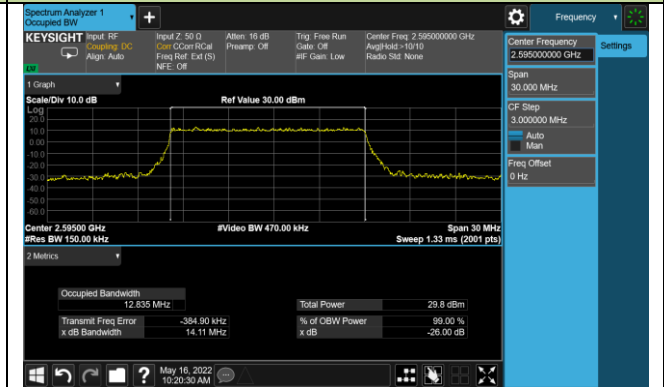 Spectrum Analyzer 1
Occupied BW
+
Frequency
KEYSIGHT
Input: RF
Coupling: DC
Align: Auto
Input Z: 50 Ω
Corr CCorr RCal
Freq Ref: Ext (S)
NFE: Off
Atten: 16 dB
Preamp: Off
Trig: Free Run
Gate: Off
#IF Gain: Low
Center Freq: 2.595000000 GHz
Avg|Hold:>10/10
Radio Std: None
LXI
Center Frequency
2.595000000 GHz
Settings
Span
30.000 MHz
CF Step
3.000000 MHz
Auto
Man
Freq Offset
0 Hz
1 Graph
Scale/Div 10.0 dB
Ref Value 30.00 dBm
Log
20.0
10.0
0.00
-10.0
-20.0
-30.0
-40.0
-50.0
-60.0
Center 2.59500 GHz
#Video BW 470.00 kHz
Span 30 MHz
#Res BW 150.00 kHz
Sweep 1.33 ms (2001 pts)
2 Metrics
Occupied Bandwidth
12.835 MHz
Total Power 29.8 dBm
Transmit Freq Error -384.90 kHz
% of OBW Power 99.00 %
x dB Bandwidth 14.11 MHz
x dB -26.00 dB
?
May 16, 2022
10:20:30 AM